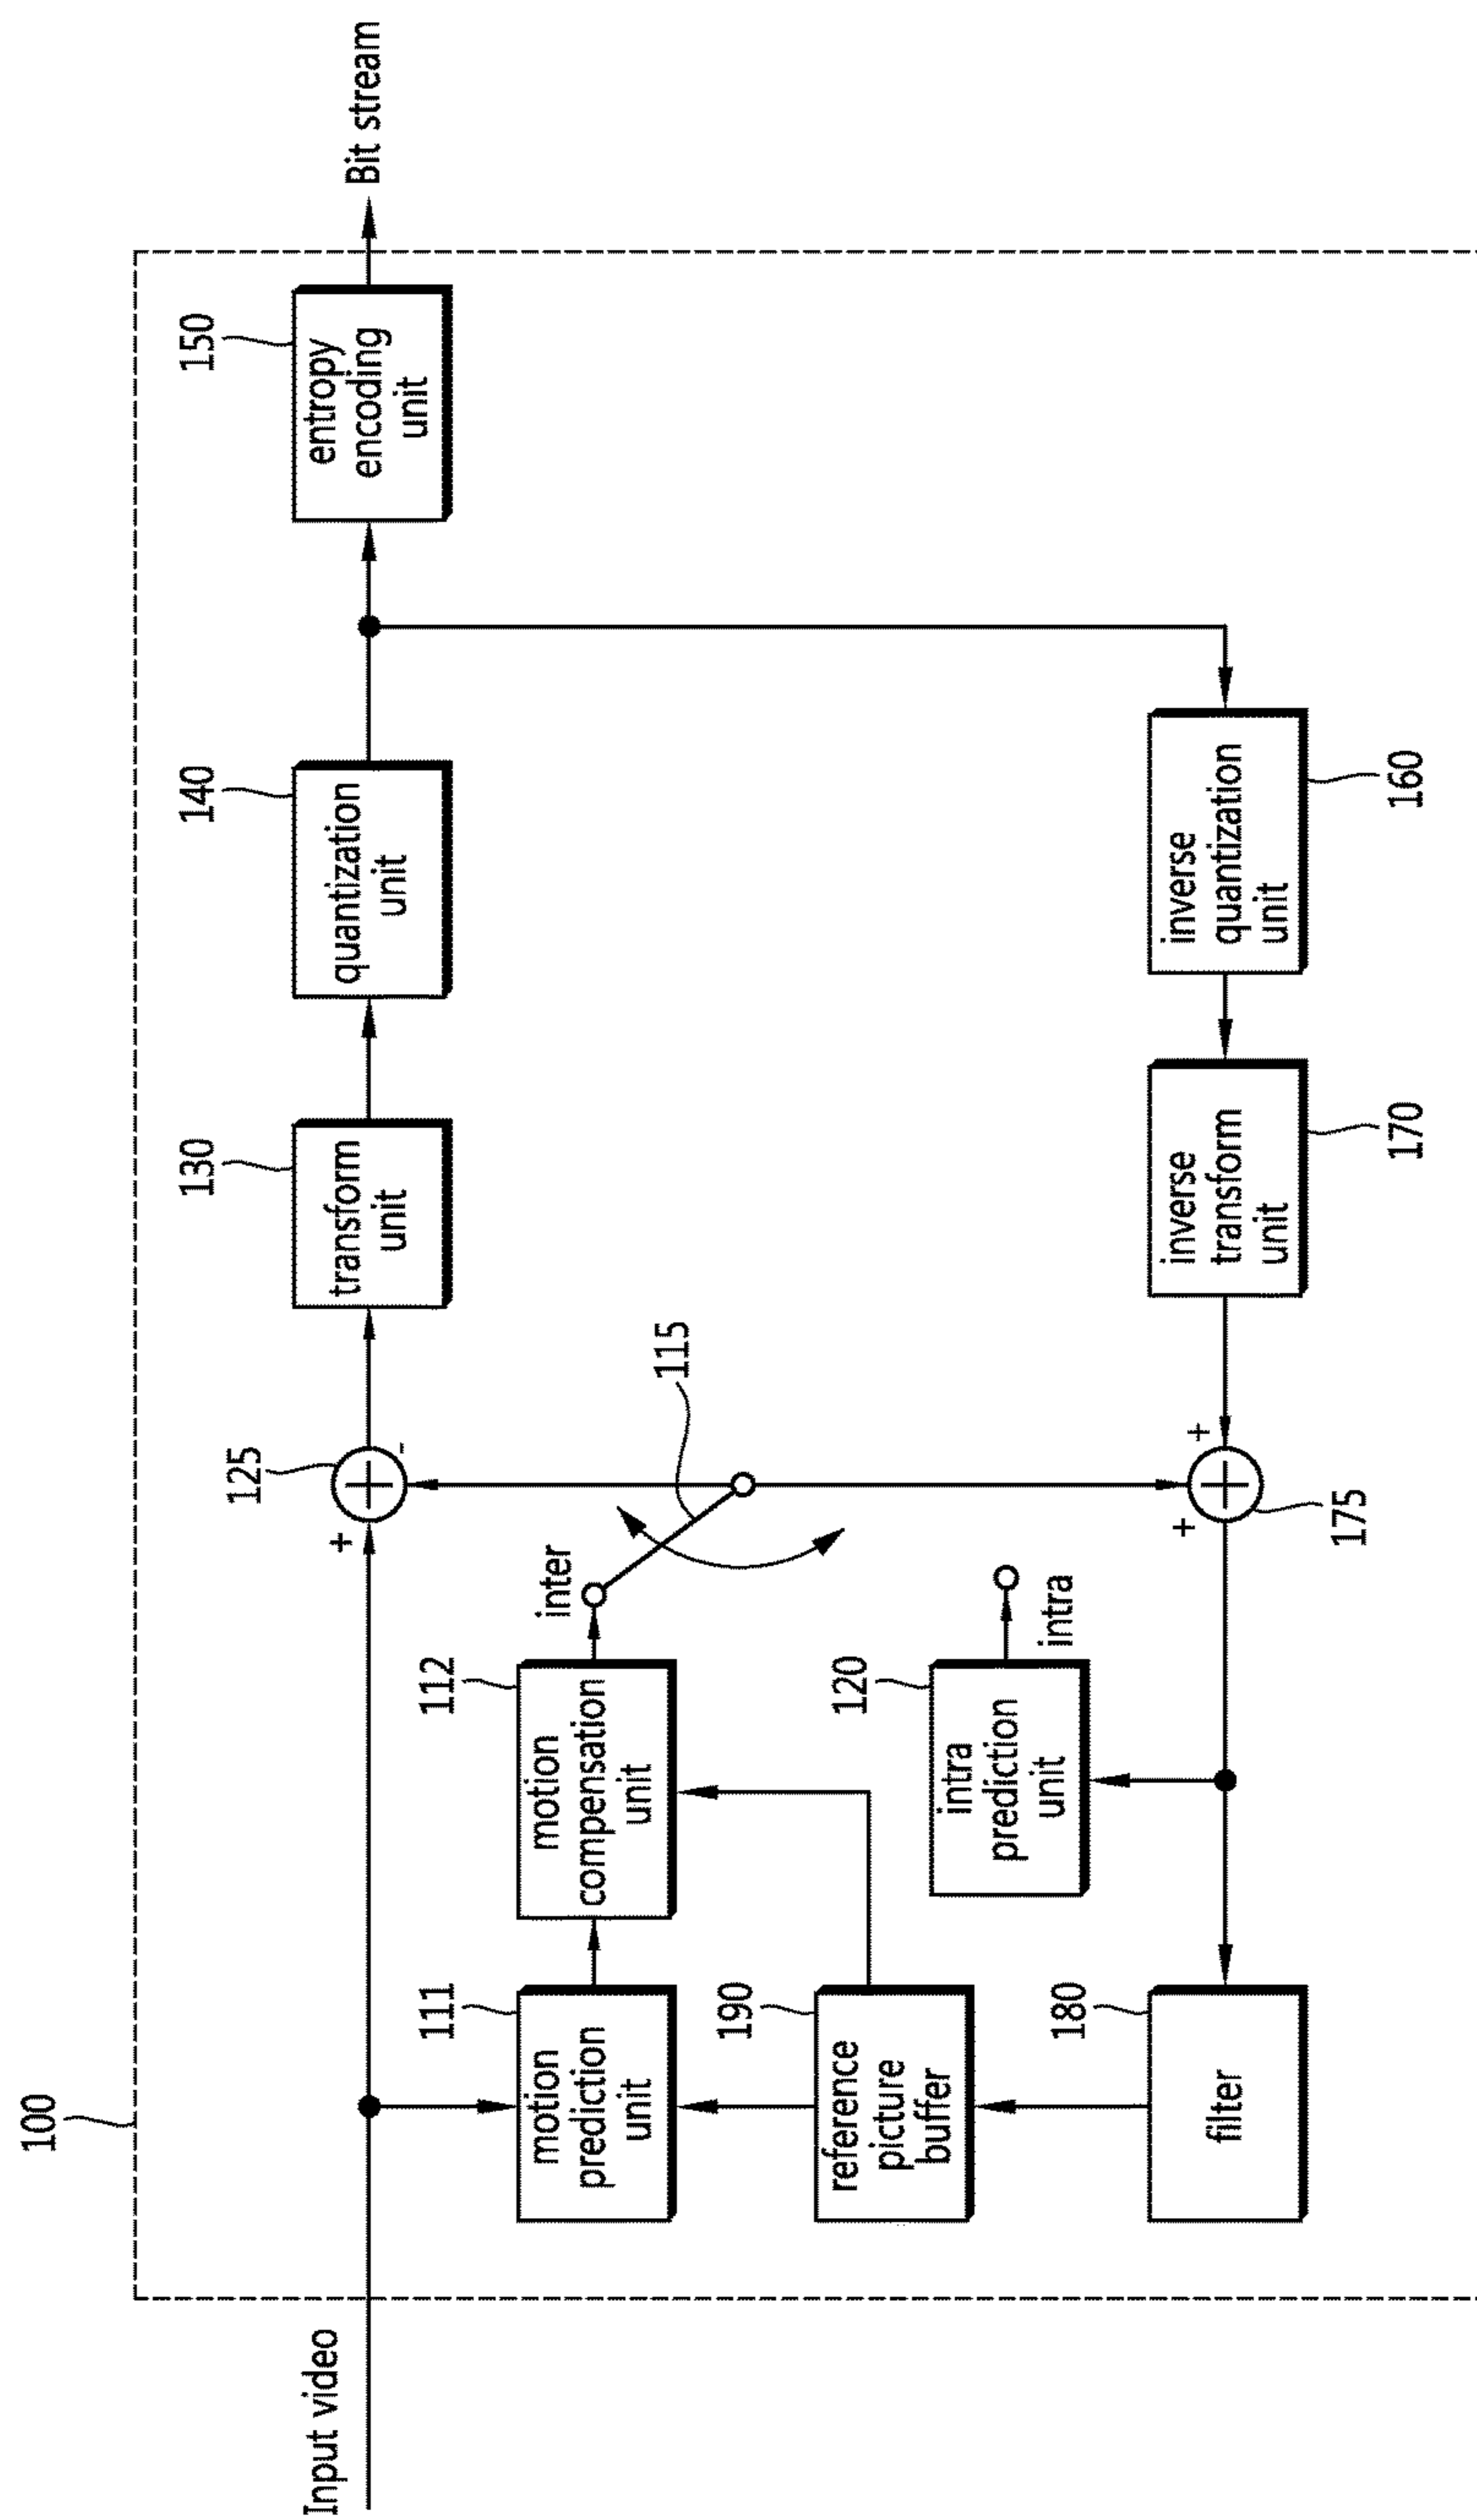 100
Input video
Bit stream
125
+
-
130
transform
unit
140
quantization
unit
150
entropy
encoding
unit
111
motion
prediction
unit
112
motion
compensation
unit
inter
115
190
reference
picture
buffer
120
intra
prediction
unit
intra
180
filter
+
+
175
inverse
transform
unit
170
inverse
quantization
unit
160